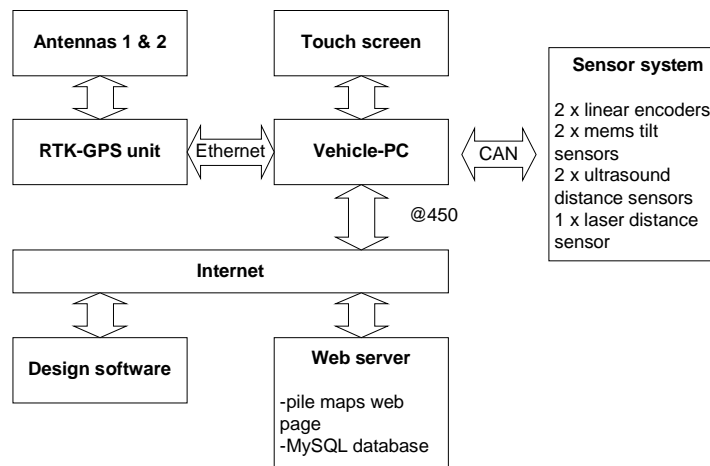 Antennas 1 & 2
Touch screen
Sensor system
2 x linear encoders
2 x mems tilt
sensors
2 x ultrasound
distance sensors
1 x laser distance
sensor
RTK-GPS unit
Ethernet
Vehicle-PC
CAN
@450
Internet
Design software
Web server
-pile maps web
page
-MySQL database